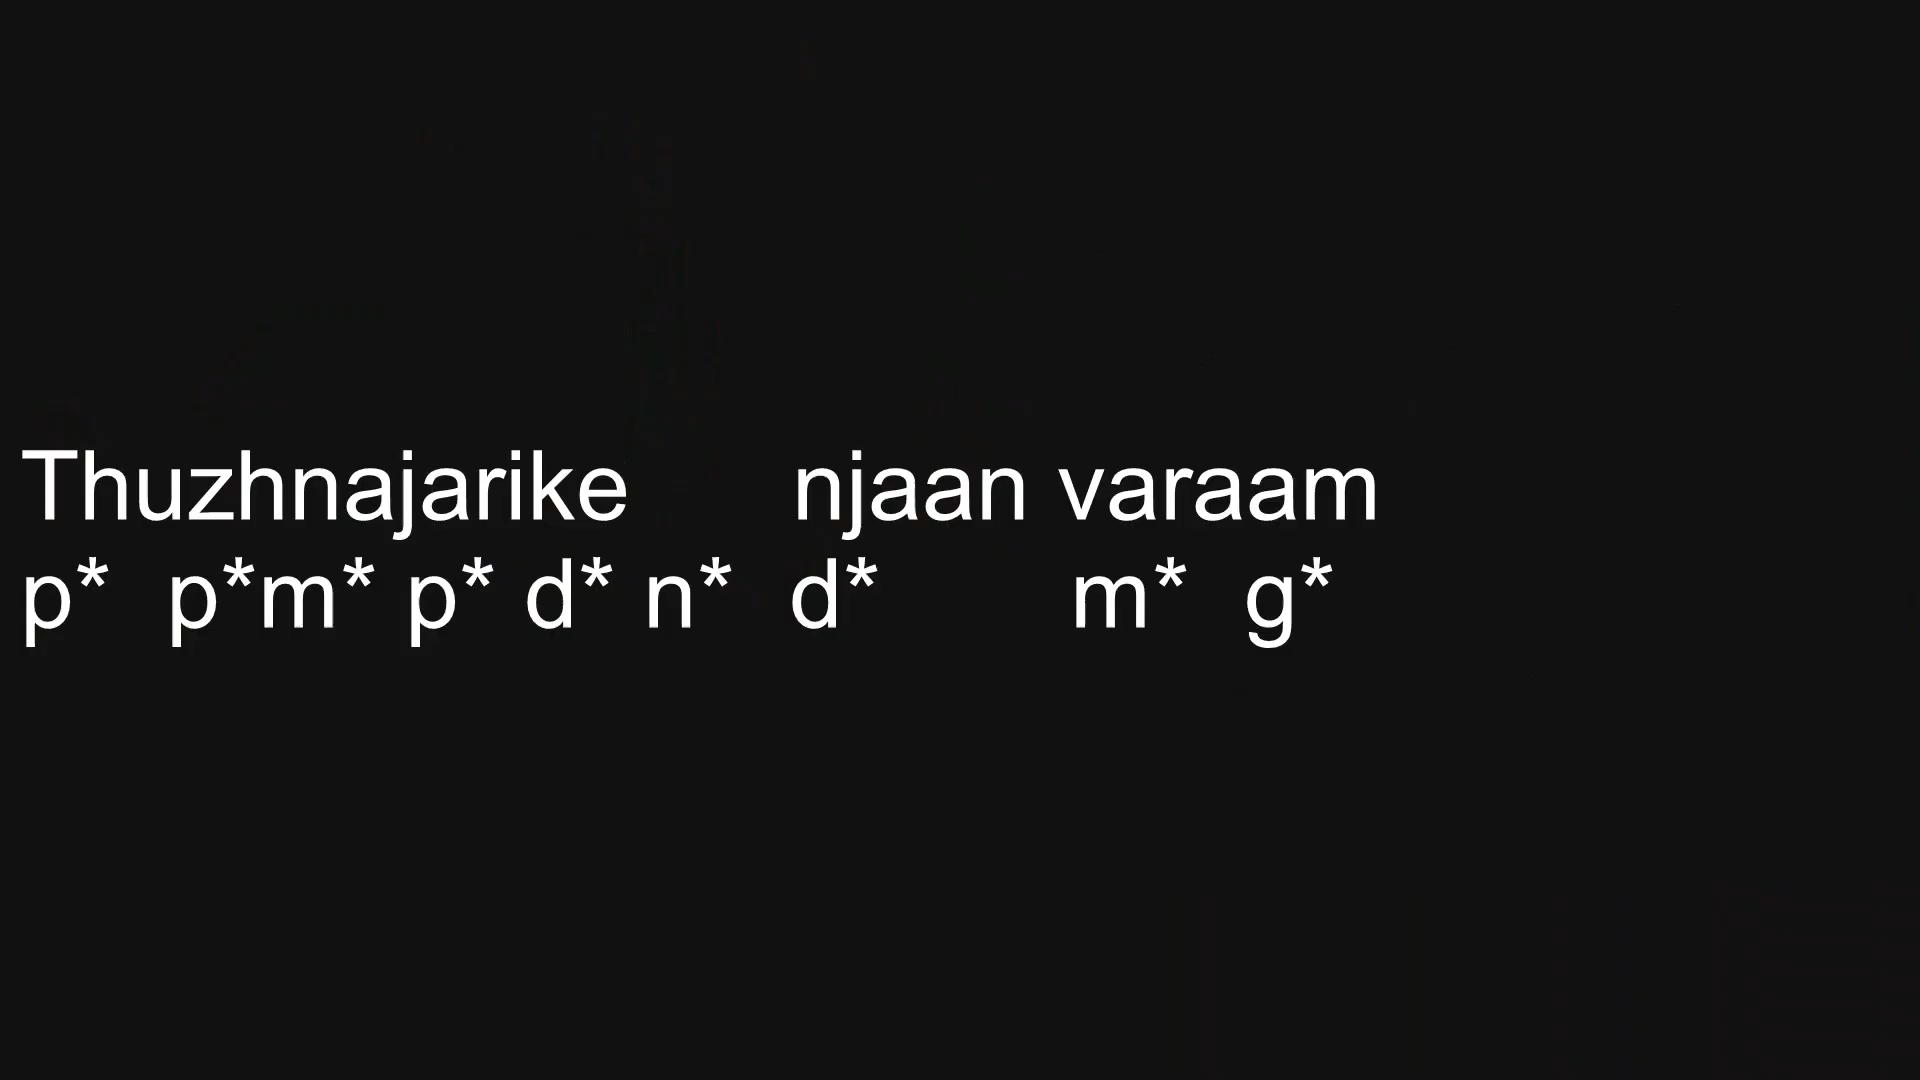 Thuzhnajarike njaan varaam
p* p*m* p* d* n* d* m* g*